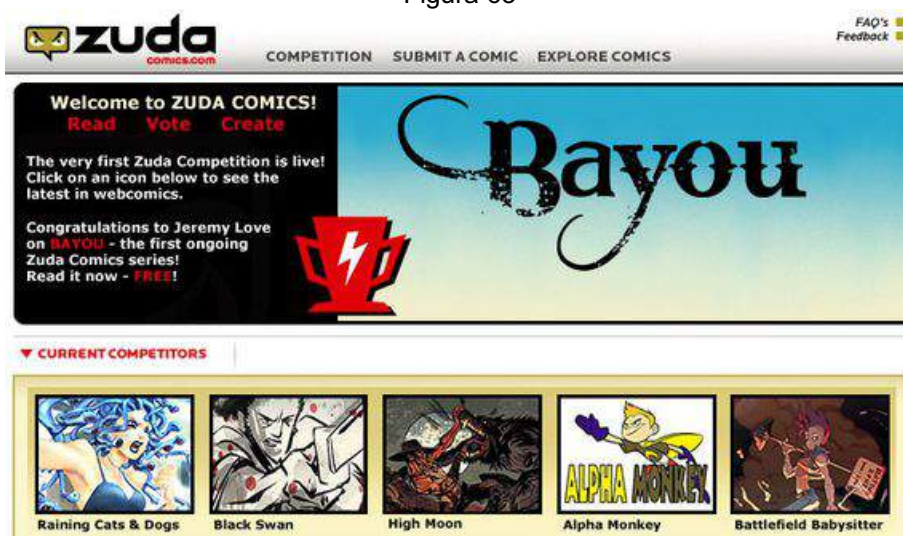 zuda
comics.com
COMPETITION SUBMIT A COMIC EXPLORE COMICS
FAQ's
Feedback
Welcome to ZUDA COMICS!
Read Vote Create
The very first Zuda Competition is live!
Click on an icon below to see the
latest in webcomics.
Congratulations to Jeremy Love
on BAYOU - the first ongoing
Zuda Comics series!
Read it now - FREE!
Bayou
CURRENT COMPETITORS
ALPHA MONKEY
Raining Cats & Dogs
Black Swan
High Moon
Alpha Monkey
Battlefield Babysitter